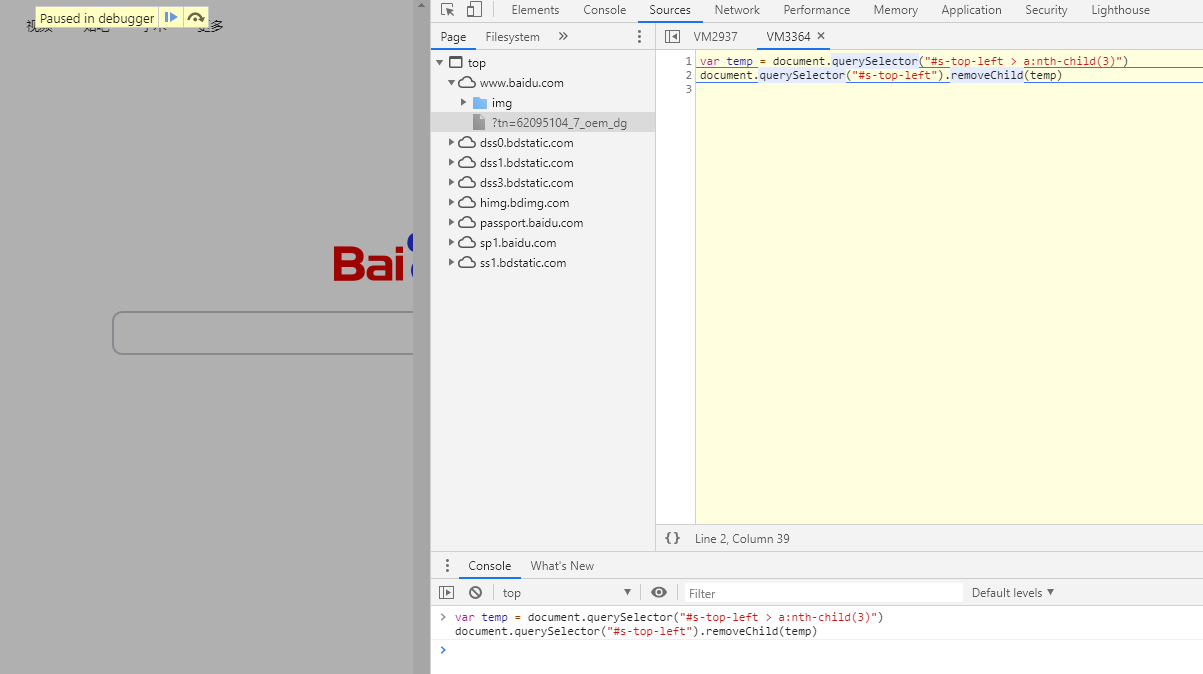 Paused in debugger
视频 贴吧 学术 更多
Bai
Elements Console Sources Network Performance Memory Application Security Lighthouse
Page Filesystem »
VM2937 VM3364 ×
top
www.baidu.com
img
?tn=62095104_7_oem_dg
dss0.bdstatic.com
dss1.bdstatic.com
dss3.bdstatic.com
himg.bdimg.com
passport.baidu.com
sp1.baidu.com
ss1.bdstatic.com
1 var temp = document.querySelector("#s-top-left > a:nth-child(3)")
2 document.querySelector("#s-top-left").removeChild(temp)
3
{} Line 2, Column 39
Console What's New
top Filter Default levels ▼
> var temp = document.querySelector("#s-top-left > a:nth-child(3)")
document.querySelector("#s-top-left").removeChild(temp)
>